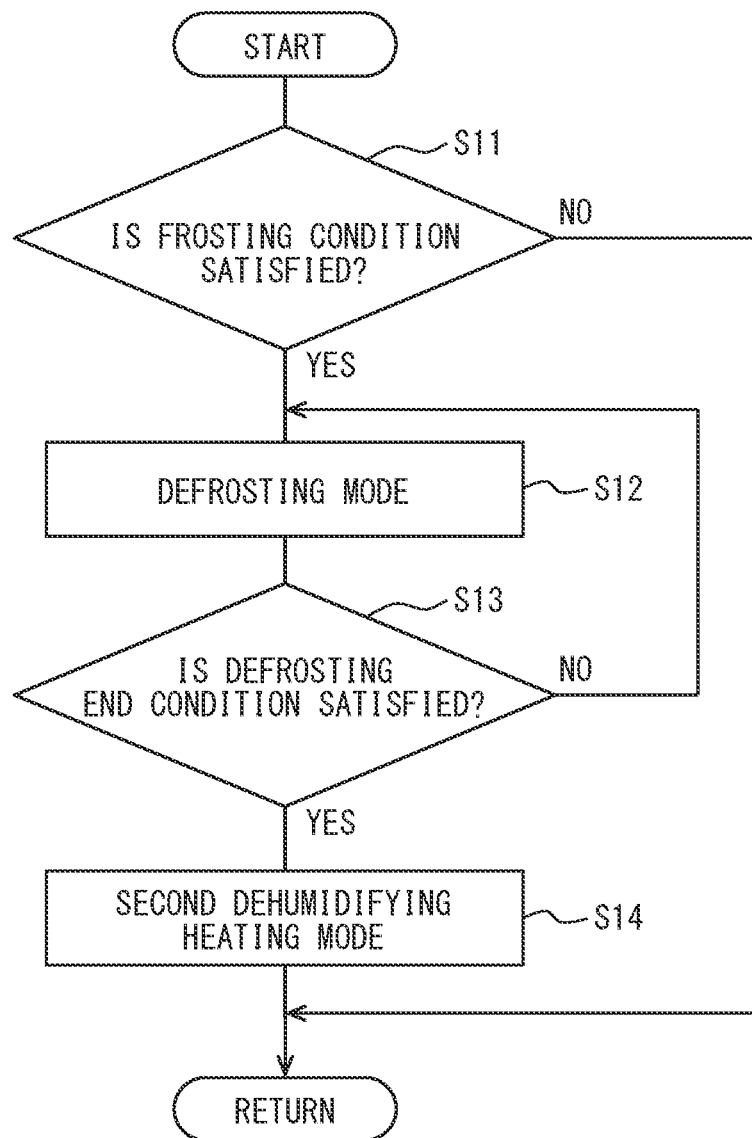 START
S11
IS FROSTING CONDITION
SATISFIED?
NO
YES
DEFROSTING MODE
S12
S13
IS DEFROSTING
END CONDITION SATISFIED?
NO
YES
SECOND DEHUMIDIFYING
HEATING MODE
S14
RETURN